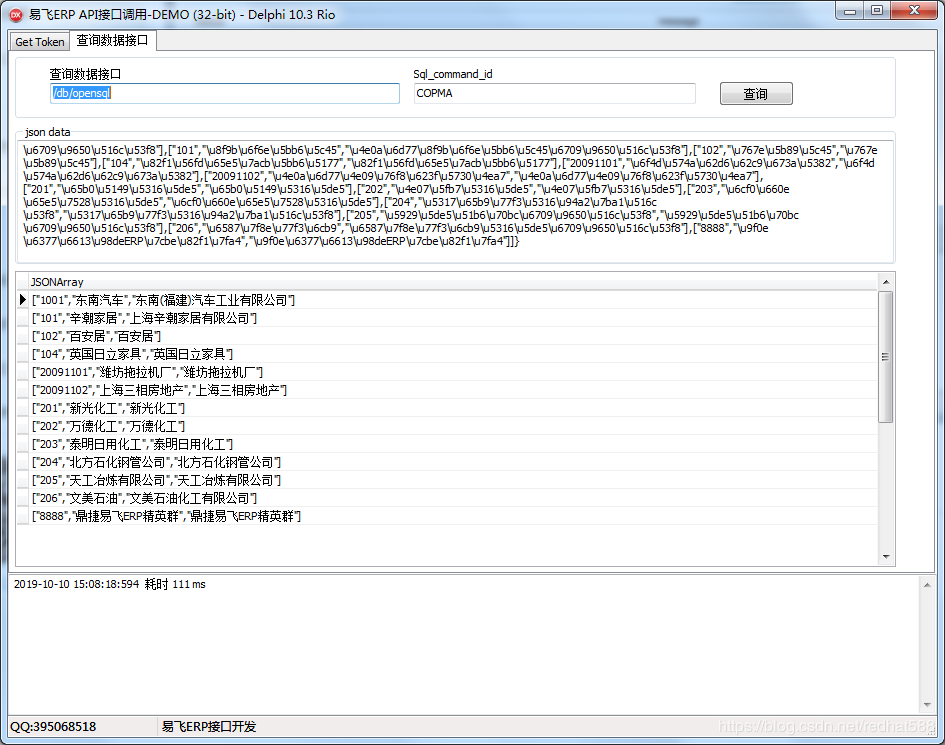 易飞ERP API接口调用-DEMO (32-bit) - Delphi 10.3 Rio
message
Get Token
查询数据接口
查询数据接口
Sql_command_id
/db/opensql
COPMA
查询
json data
\u6709\u9650\u516c\u53f8"],["101","\u8f9b\u6f6e\u5bb6\u5c45","\u4e0a\u6d77\u8f9b\u6f6e\u5bb6\u5c45\u6709\u9650\u516c\u53f8"],["102","\u767e\u5b89\u5c45","\u767e
\u5b89\u5c45"],["104","\u82f1\u56fd\u65e5\u7acb\u5bb6\u5177","\u82f1\u56fd\u65e5\u7acb\u5bb6\u5177"],["20091101","\u6f4d\u574a\u62d6\u62c9\u673a\u5382","\u6f4d
\u574a\u62d6\u62c9\u673a\u5382"],["20091102","\u4e0a\u6d77\u4e09\u76f8\u623f\u5730\u4ea7","\u4e0a\u6d77\u4e09\u76f8\u623f\u5730\u4ea7"],
["201","\u65b0\u5149\u5316\u5de5","\u65b0\u5149\u5316\u5de5"],["202","\u4e07\u5fb7\u5316\u5de5","\u4e07\u5fb7\u5316\u5de5"],["203","\u6cf0\u660e
\u65e5\u7528\u5316\u5de5","\u6cf0\u660e\u65e5\u7528\u5316\u5de5"],["204","\u5317\u65b9\u77f3\u5316\u94a2\u7ba1\u516c
\u53f8","\u5317\u65b9\u77f3\u5316\u94a2\u7ba1\u516c\u53f8"],["205","\u5929\u5de5\u51b6\u70bc\u6709\u9650\u516c\u53f8","\u5929\u5de5\u51b6\u70bc
\u6709\u9650\u516c\u53f8"],["206","\u6587\u7f8e\u77f3\u6cb9","\u6587\u7f8e\u77f3\u6cb9\u5316\u5de5\u6709\u9650\u516c\u53f8"],["8888","\u9f0e
\u6377\u6613\u98deERP\u7cbe\u82f1\u7fa4","\u9f0e\u6377\u6613\u98deERP\u7cbe\u82f1\u7fa4"]]}
JSONArray
["1001","东南汽车","东南(福建)汽车工业有限公司"]
["101","辛潮家居","上海辛潮家居有限公司"]
["102","百安居","百安居"]
["104","英国日立家具","英国日立家具"]
["20091101","潍坊拖拉机厂","潍坊拖拉机厂"]
["20091102","上海三相房地产","上海三相房地产"]
["201","新光化工","新光化工"]
["202","万德化工","万德化工"]
["203","泰明日用化工","泰明日用化工"]
["204","北方石化钢管公司","北方石化钢管公司"]
["205","天工冶炼有限公司","天工冶炼有限公司"]
["206","文美石油","文美石油化工有限公司"]
["8888","鼎捷易飞ERP精英群","鼎捷易飞ERP精英群"]
2019-10-10 15:08:18:594 耗时 111 ms
QQ:395068518
易飞ERP接口开发
https://blog.csdn.net/redhat588